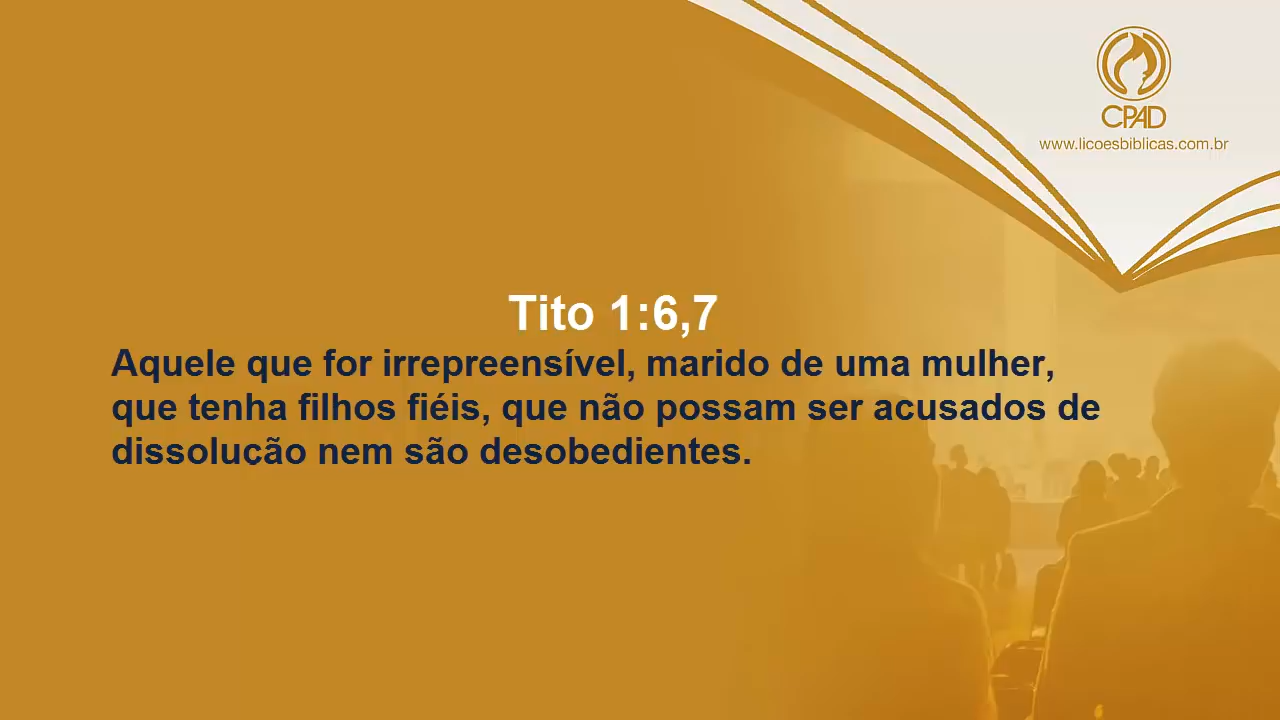 CPAD
www.licoesbiblicas.com.br
Tito 1:6,7
Aquele que for irrepreensível, marido de uma mulher,
que tenha filhos fiéis, que não possam ser acusados de
dissolução nem são desobedientes.